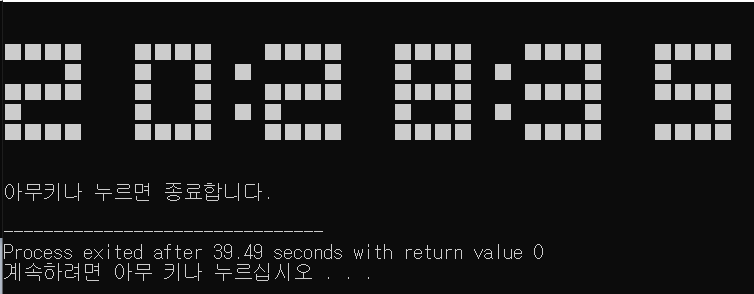 20:28:35
아무키나 누르면 종료합니다.
--------------------------------
Process exited after 39.49 seconds with return value 0
계속하려면 아무 키나 누르십시오 . . .